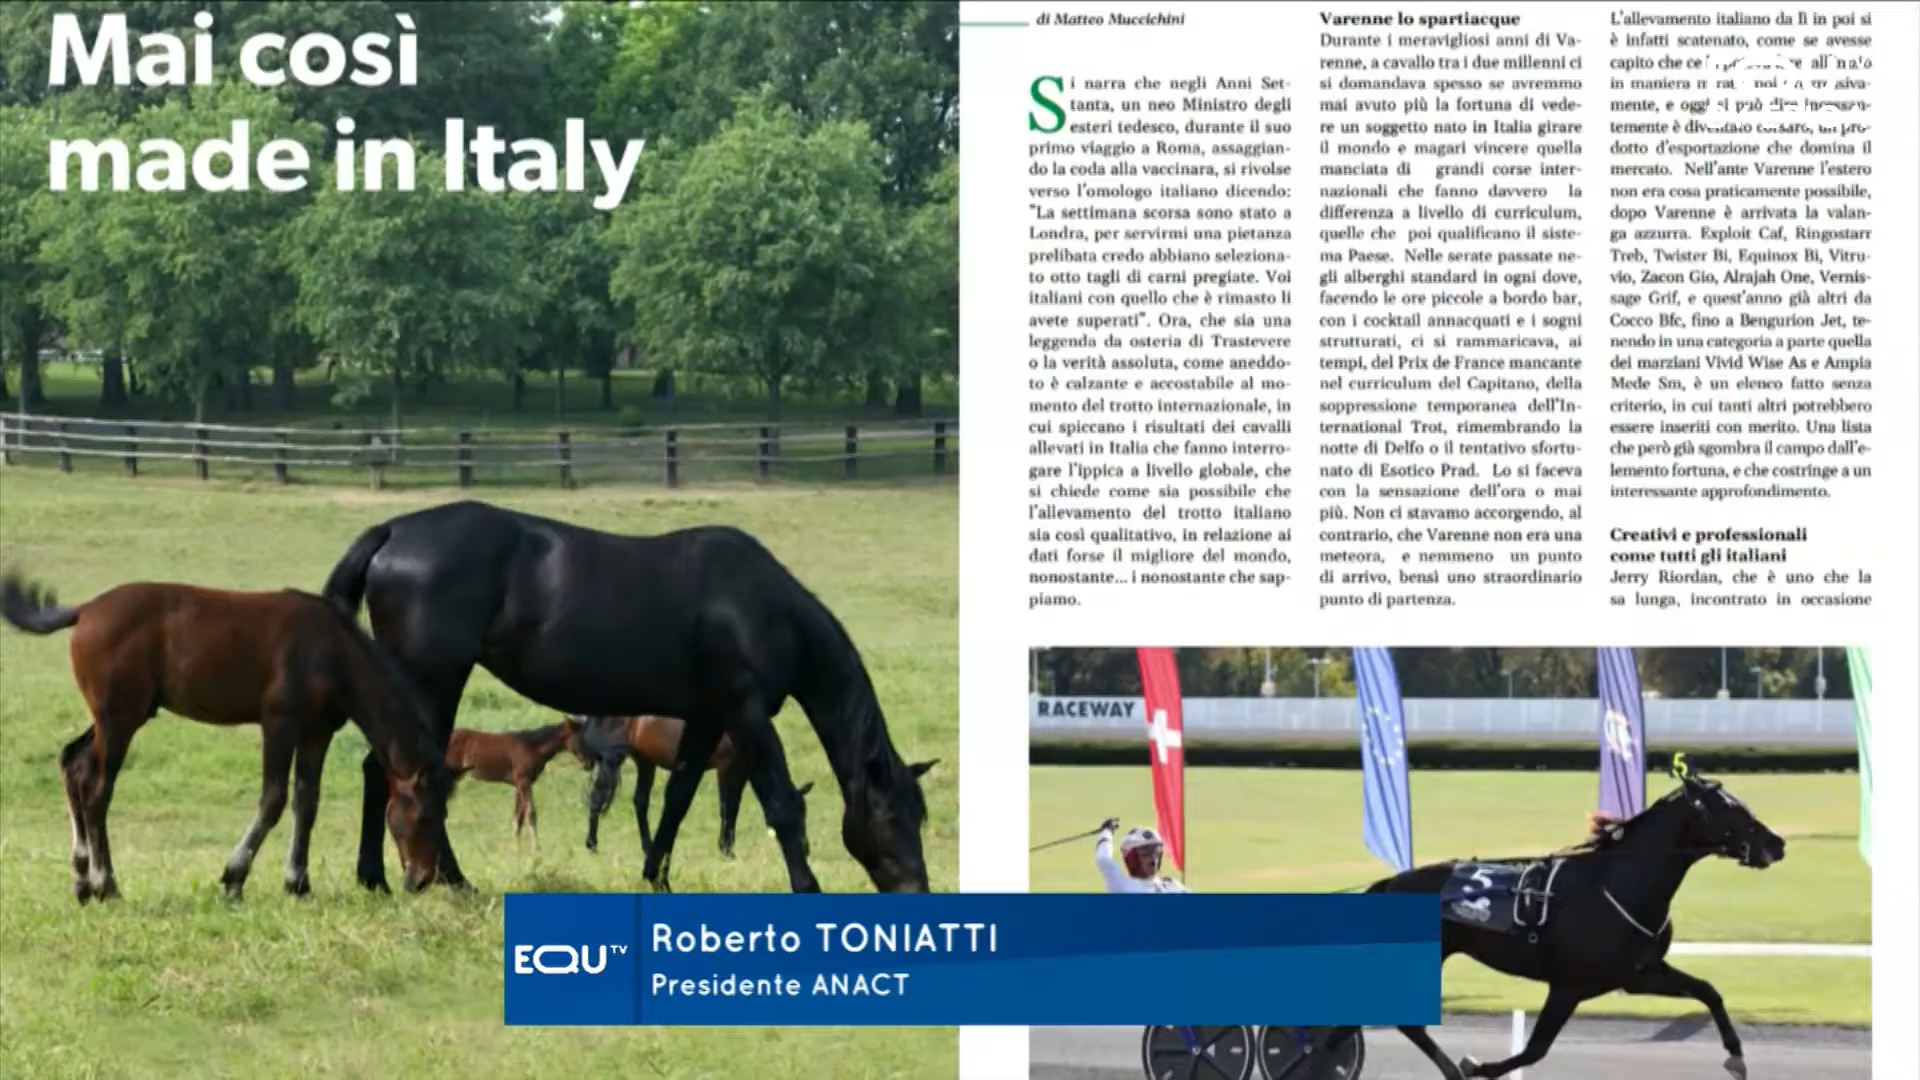 Mai così
made in Italy
di Matteo Muccichini
Si narra che negli Anni Set-
tanta, un neo Ministro degli
esteri tedesco, durante il suo
primo viaggio a Roma, assaggian-
do la coda alla vaccinara, si rivolse
verso l'omologo italiano dicendo:
"La settimana scorsa sono stato a
Londra, per servirmi una pietanza
prelibata credo abbiano seleziona-
to otto tagli di carni pregiate. Voi
italiani con quello che è rimasto lì
avete superati". Ora, che sia una
leggenda da osteria di Trastevere
o la verità assoluta, come aneddo-
to è calzante e accostabile al mo-
mento del trotto internazionale, in
cui spiccano i risultati dei cavalli
allevati in Italia che fanno interro-
gare l'ippica a livello globale, che
si chiede come sia possibile che
l'allevamento del trotto italiano
sia così qualitativo, in relazione ai
dati forse il migliore del mondo,
nonostante... i nonostante che sap-
piamo.
Varenne lo spartiacque
Durante i meravigliosi anni di Va-
renne, a cavallo tra i due millenni ci
si domandava spesso se avremmo
mai avuto più la fortuna di vede-
re un soggetto nato in Italia girare
il mondo e magari vincere quella
manciata di grandi corse inter-
nazionali che fanno davvero la
differenza a livello di curriculum,
quelle che poi qualificano il siste-
ma Paese. Nelle serate passate ne-
gli alberghi standard in ogni dove,
facendo le ore piccole a bordo bar,
con i cocktail annacquati e i sogni
strutturati, ci si rammaricava, ai
tempi, del Prix de France mancante
nel curriculum del Capitano, della
soppressione temporanea dell'In-
ternational Trot, rimembrando la
notte di Delfo o il tentativo sfortu-
nato di Esotico Prad. Lo si faceva
con la sensazione dell'ora o mai
più. Non ci stavamo accorgendo, al
contrario, che Varenne non era una
meteora, e nemmeno un punto
di arrivo, bensì uno straordinario
punto di partenza.
L'allevamento italiano da lì in poi si
è infatti scatenato, come se avesse
capito che ce
in maniera
mente, e oggi si può dire
temente è diventato corsaro, un pro-
dotto d'esportazione che domina il
mercato. Nell'ante Varenne l'estero
non era cosa praticamente possibile,
dopo Varenne è arrivata la valan-
ga azzurra. Exploit Caf, Ringostarr
Treb, Twister Bi, Equinox Bi, Vitru-
vio, Zacon Gio, Alrajah One, Vernis-
sage Grif, e quest'anno già altri da
Cocco Bfc, fino a Bengurion Jet, te-
nendo in una categoria a parte quella
dei marziani Vivid Wise As e Ampia
Mede Sm, è un elenco fatto senza
criterio, in cui tanti altri potrebbero
essere inseriti con merito. Una lista
che però già sgombra il campo dall'e-
lemento fortuna, e che costringe a un
interessante approfondimento.
Creativi e professionali
come tutti gli italiani
Jerry Riordan, che è uno che la
sa lunga, incontrato in occasione
RACEWAY
5
5
EQU TV
Roberto TONIATTI
Presidente ANACT